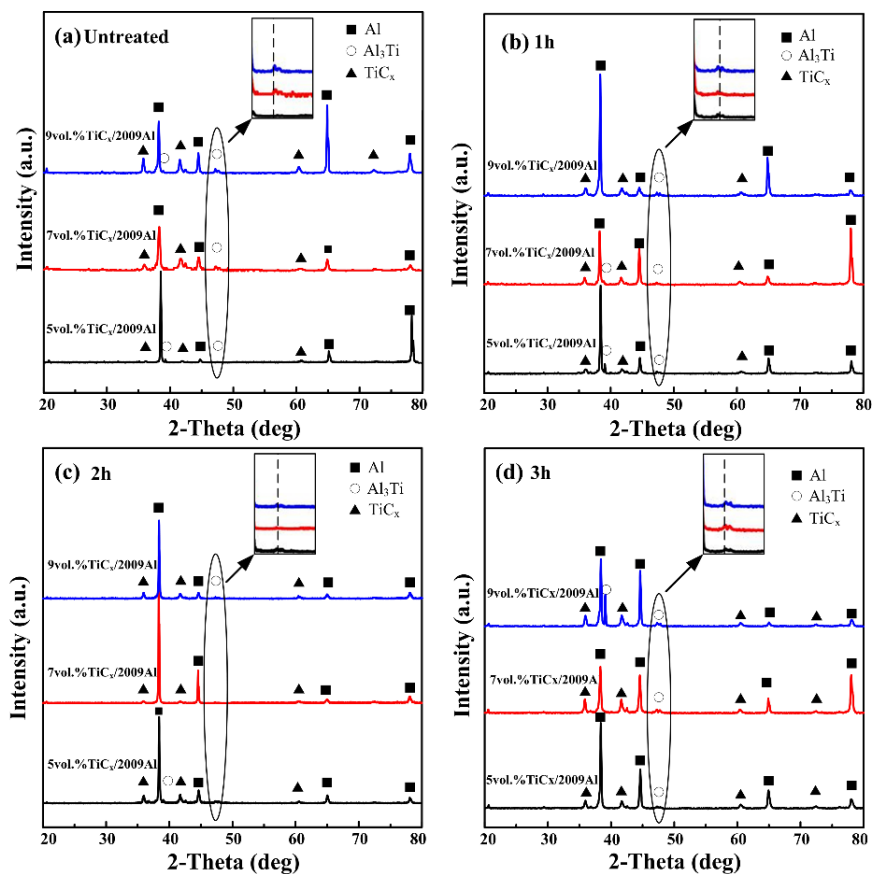 (a) Untreated
Al
Al₃Ti
TiCₓ
9vol.%TiCₓ/2009Al
7vol.%TiCₓ/2009Al
5vol.%TiCₓ/2009Al
Intensity (a.u.)
20 30 40 50 60 70 80
2-Theta (deg)
(b) 1h
Al
Al₃Ti
TiCₓ
9vol.%TiCₓ/2009Al
7vol.%TiCₓ/2009Al
5vol.%TiCₓ/2009Al
Intensity (a.u.)
20 30 40 50 60 70 80
2-Theta (deg)
(c) 2h
Al
Al₃Ti
TiCₓ
9vol.%TiCₓ/2009Al
7vol.%TiCₓ/2009Al
5vol.%TiCₓ/2009Al
Intensity (a.u.)
20 30 40 50 60 70 80
2-Theta (deg)
(d) 3h
Al
Al₃Ti
TiCₓ
9vol.%TiCx/2009Al
7vol.%TiCx/2009A
5vol.%TiCx/2009Al
Intensity (a.u.)
20 30 40 50 60 70 80
2-Theta (deg)